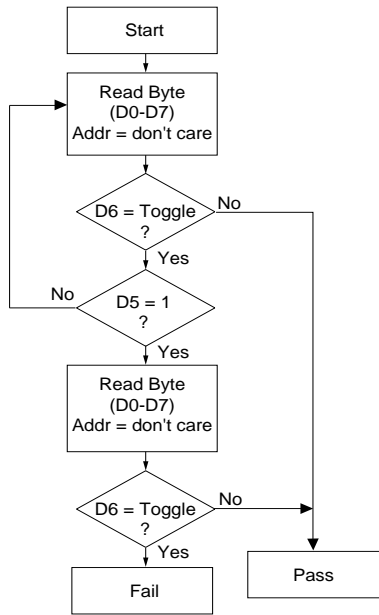 Start
Read Byte
(D0-D7)
Addr = don't care
D6 = Toggle
?
No
Yes
No
D5 = 1
?
Yes
Read Byte
(D0-D7)
Addr = don't care
D6 = Toggle
?
No
Yes
Fail
Pass